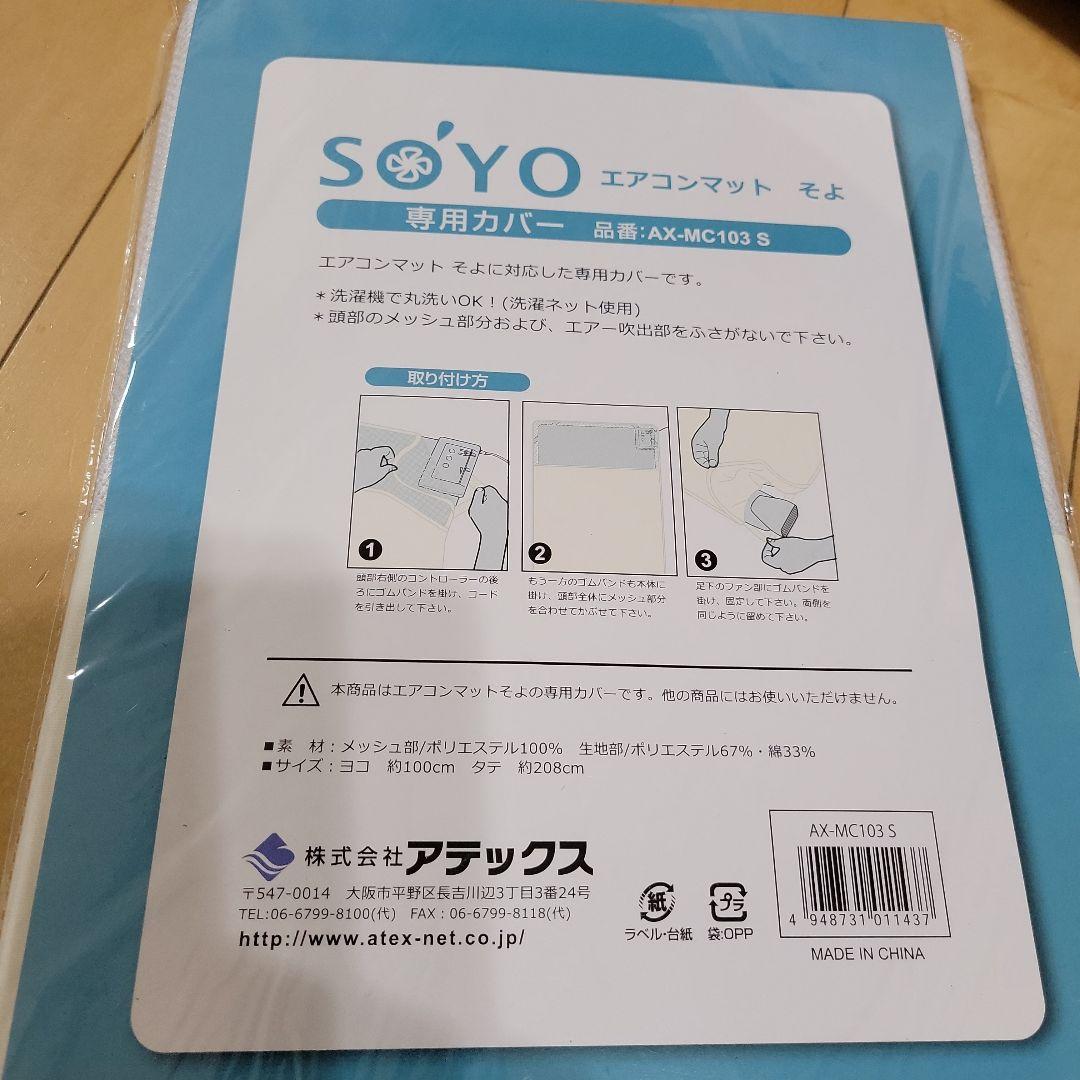 SO'YO エアコンマット そよ
専用カバー 品番:AX-MC103 S
エアコンマット そよに対応した専用カバーです。
*洗濯機で丸洗いOK!(洗濯ネット使用)
*頭部のメッシュ部分および、エアー吹出部をふさがないで下さい。
取り付け方
1
頭部右側のコントローラーの後
ろにゴムバンドを掛け、コード
を引き出して下さい。
2
もう一方のゴムバンドも本体に
掛け、頭部全体にメッシュ部分
を合わせてかぶせて下さい。
3
足下のファン部にゴムバンドを
掛け、固定して下さい。両側を
同じように留めて下さい。
本商品はエアコンマットそよの専用カバーです。他の商品にはお使いいただけません。
■素 材:メッシュ部/ポリエステル100% 生地部/ポリエステル67%・綿33%
■サイズ:ヨコ 約100cm タテ 約208cm
株式会社アテックス
〒547-0014 大阪市平野区長吉川辺3丁目3番24号
TEL:06-6799-8100(代) FAX:06-6799-8118(代)
http://www.atex-net.co.jp/
紙
ラベル・台紙
プラ
袋:OPP
AX-MC103 S
4 948731 011437
MADE IN CHINA